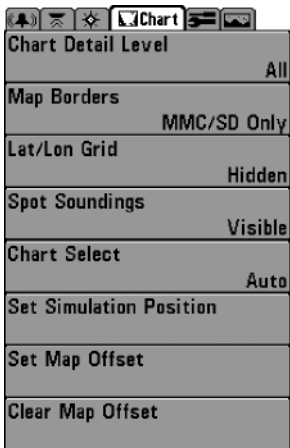 Chart
Chart Detail Level
All
Map Borders
MMC/SD Only
Lat/Lon Grid
Hidden
Spot Soundings
Visible
Chart Select
Auto
Set Simulation Position
Set Map Offset
Clear Map Offset